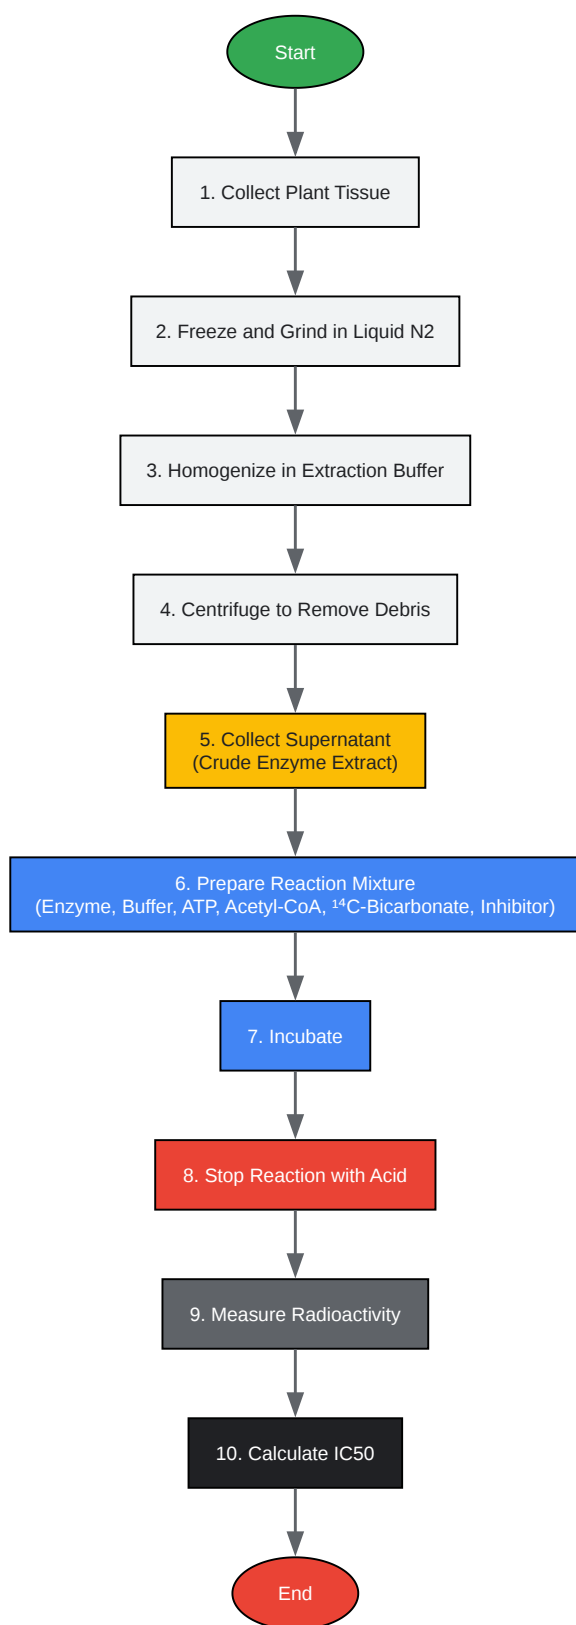 Start
1. Collect Plant Tissue
2. Freeze and Grind in Liquid N2
3. Homogenize in Extraction Buffer
4. Centrifuge to Remove Debris
5. Collect Supernatant
(Crude Enzyme Extract)
6. Prepare Reaction Mixture
(Enzyme, Buffer, ATP, Acetyl-CoA, ¹⁴C-Bicarbonate, Inhibitor)
7. Incubate
8. Stop Reaction with Acid
9. Measure Radioactivity
10. Calculate IC50
End